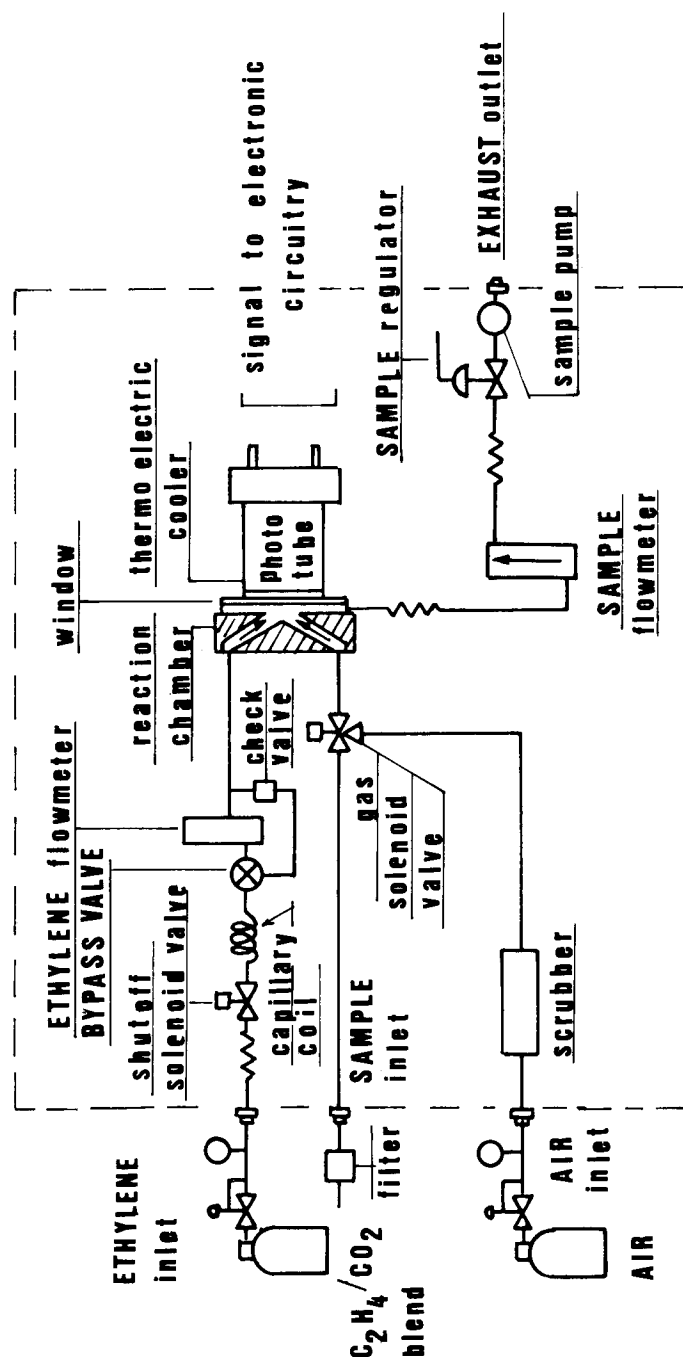 ETHYLENE
inlet
C2H4/CO2
blend
ETHYLENE flowmeter
BYPASS VALVE
shutoff
solenoid valve
capillary
coil
check
valve
reaction
chamber
window
thermo electric
cooler
photo
tube
signal to electronic
circuitry
SAMPLE
inlet
filter
gas
solenoid
valve
SAMPLE regulator
EXHAUST outlet
sample pump
SAMPLE
flowmeter
scrubber
AIR
inlet
AIR